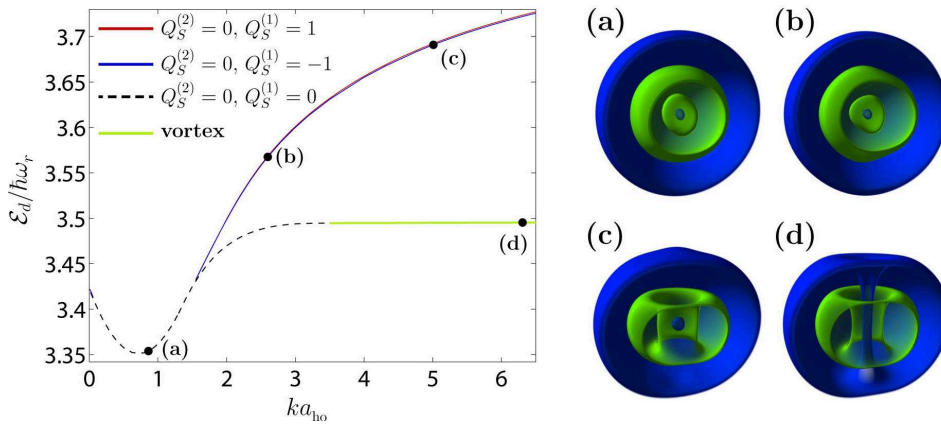 3.7
3.65
3.6
3.55
3.5
3.45
3.4
3.35
0
1
2
3
4
5
6
ℰ_d/ħω_r
ka_ho
Q_S^(2) = 0, Q_S^(1) = 1
Q_S^(2) = 0, Q_S^(1) = −1
Q_S^(2) = 0, Q_S^(1) = 0
vortex
(a)
(b)
(c)
(d)
(a)
(b)
(c)
(d)